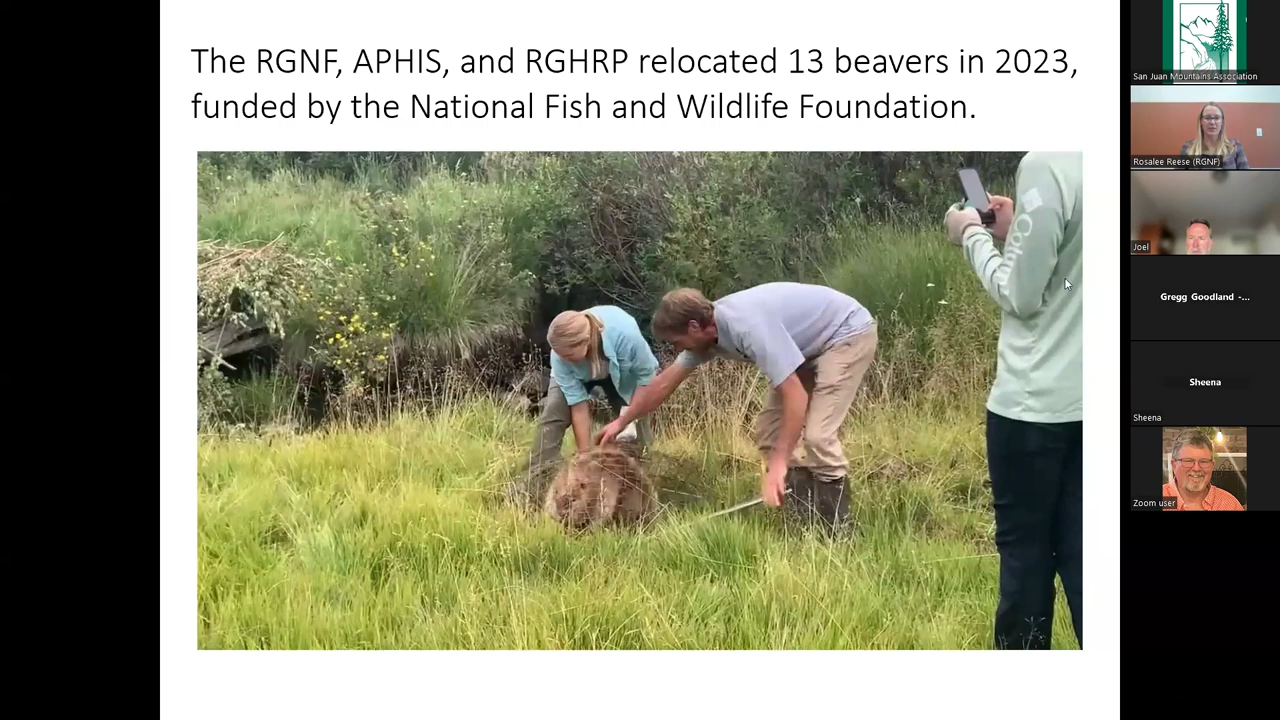 The RGNF, APHIS, and RGHRP relocated 13 beavers in 2023,
funded by the National Fish and Wildlife Foundation.
Columbia
San Juan Mountains Association
Rosalee Reese (RGNF)
Joel
Gregg Goodland -...
Sheena
Sheena
Zoom user